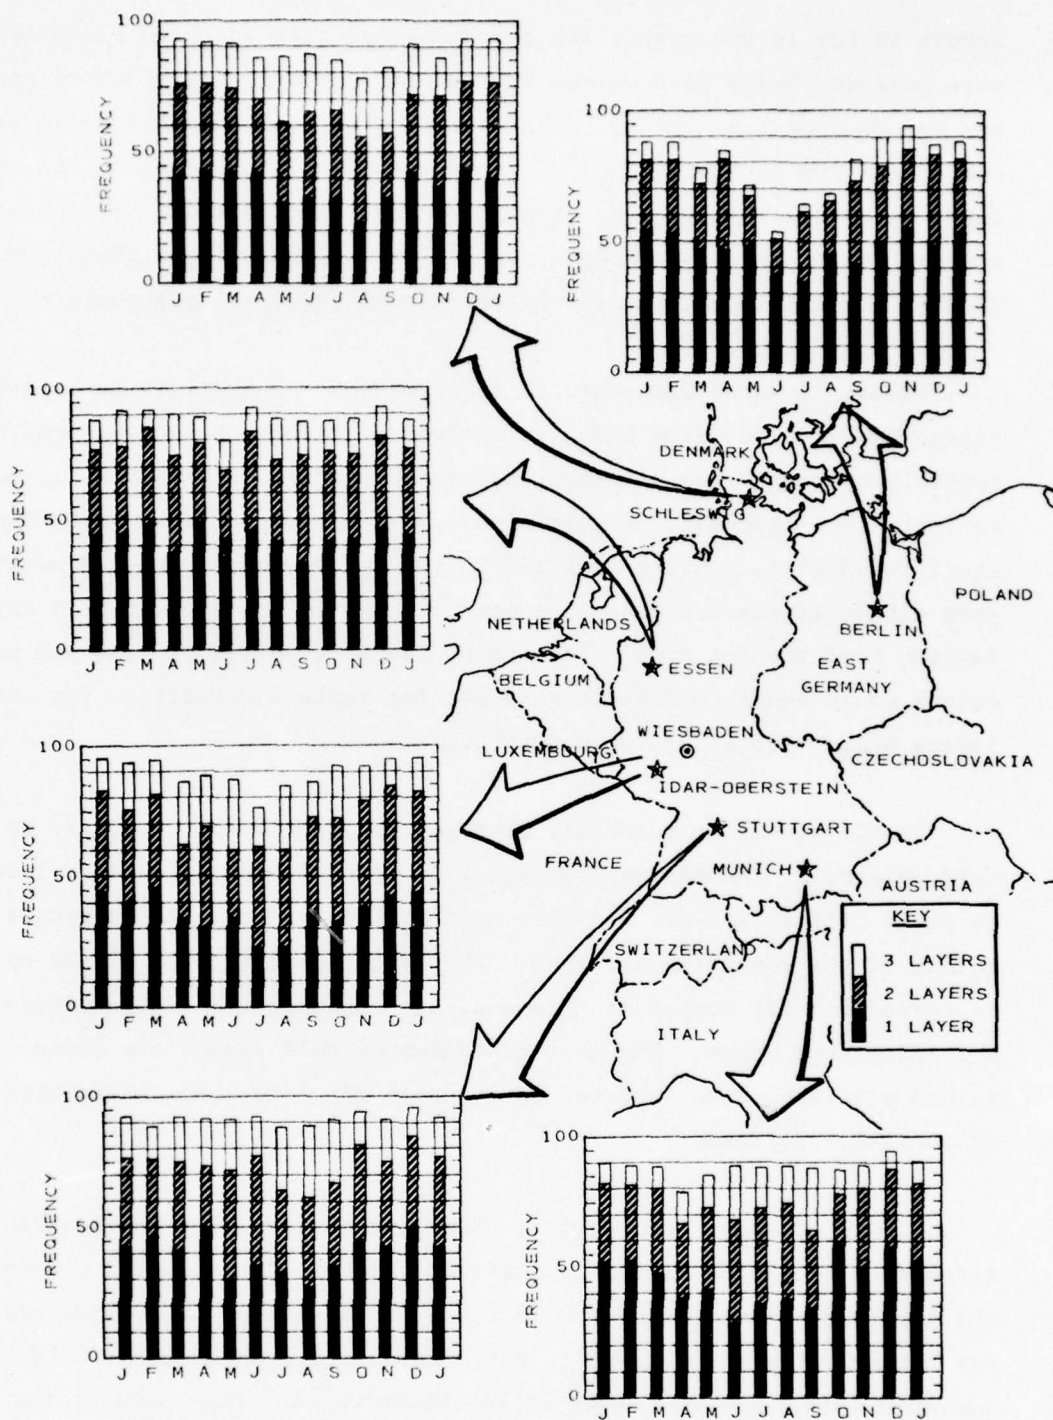 100
50
0
FREQUENCY
J F M A M J J A S O N D J
100
50
0
FREQUENCY
J F M A M J J A S O N D J
100
50
0
FREQUENCY
J F M A M J J A S O N D J
DENMARK
SCHLESWIG
POLAND
NETHERLANDS
BERLIN
ESSEN
EAST
GERMANY
BELGIUM
WIESBADEN
LUXEMBOURG
CZECHOSLOVAKIA
IDAR-OBERSTEIN
STUTTGART
FRANCE
MUNICH
AUSTRIA
SWITZERLAND
ITALY
KEY
3 LAYERS
2 LAYERS
1 LAYER
100
50
0
FREQUENCY
J F M A M J J A S O N D J
100
50
0
FREQUENCY
J F M A M J J A S O N D J
100
50
0
FREQUENCY
J F M A M J J A S O N D J